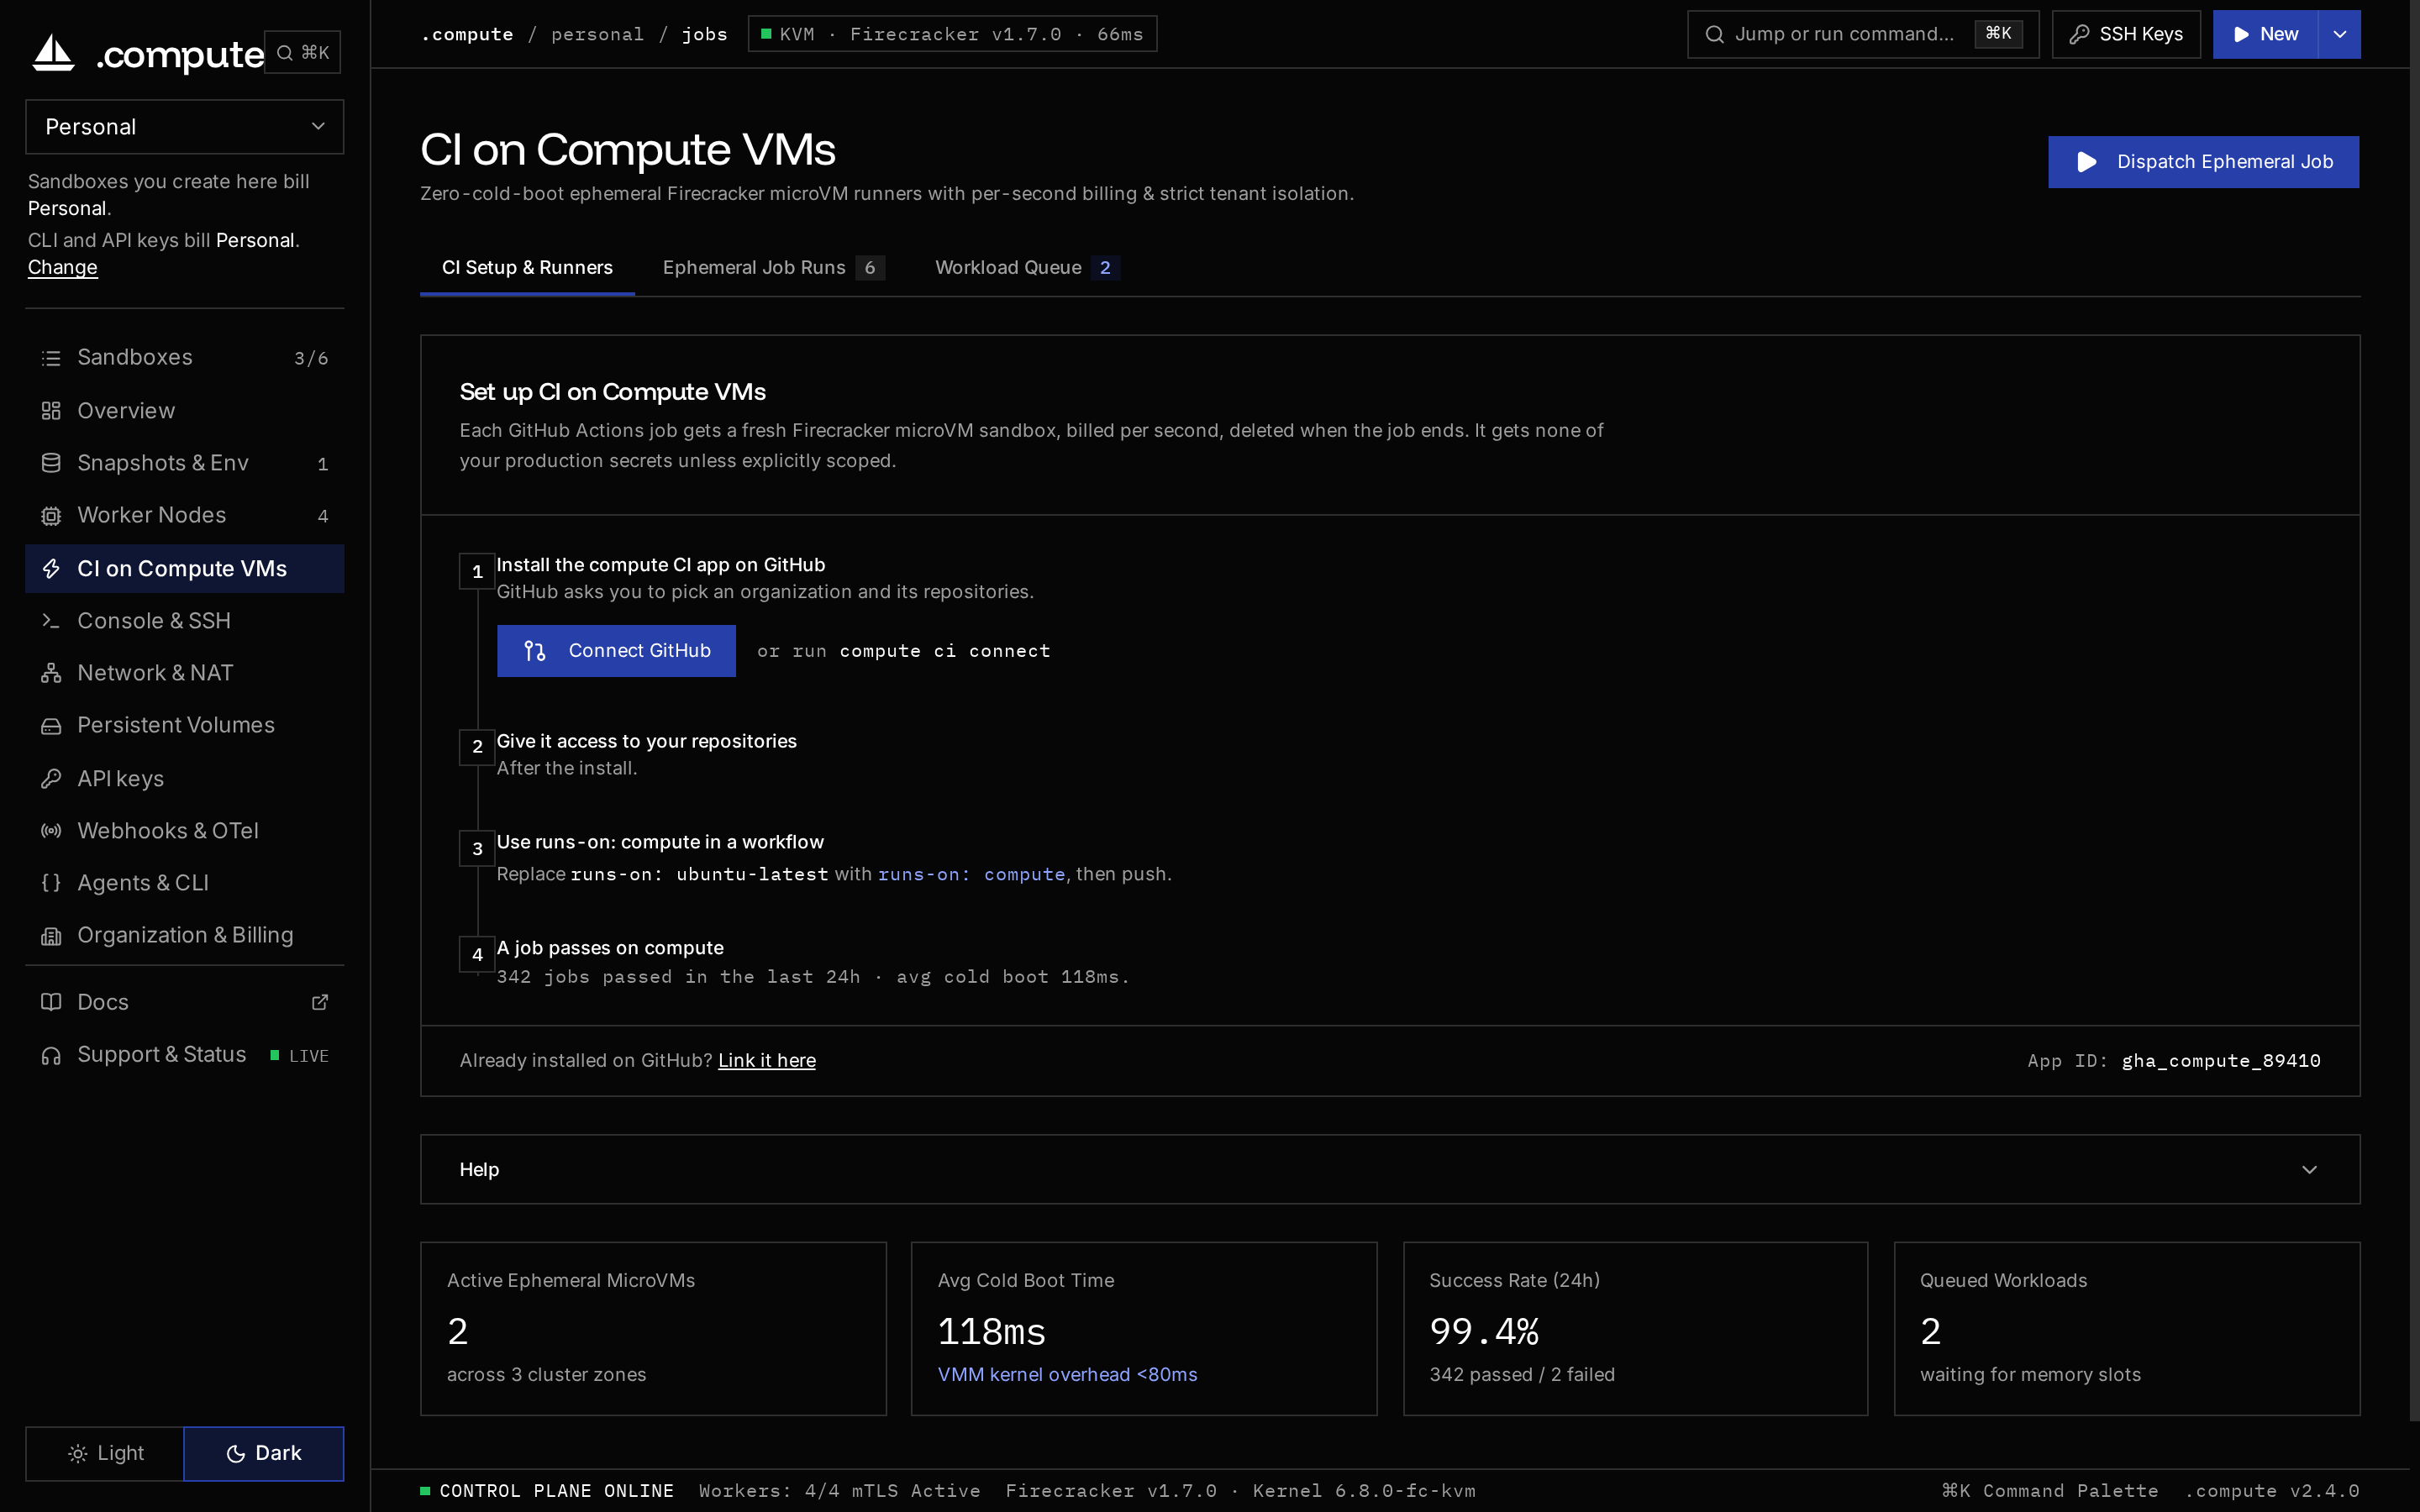 .compute
⌘K
Personal
Sandboxes you create here bill
Personal.
CLI and API keys bill Personal.
Change
Sandboxes 3/6
Overview
Snapshots & Env 1
Worker Nodes 4
CI on Compute VMs
Console & SSH
Network & NAT
Persistent Volumes
API keys
Webhooks & OTel
Agents & CLI
Organization & Billing
Docs
Support & Status LIVE
Light Dark
.compute / personal / jobs KVM · Firecracker v1.7.0 · 66ms
Jump or run command... ⌘K SSH Keys New
CI on Compute VMs
Zero-cold-boot ephemeral Firecracker microVM runners with per-second billing & strict tenant isolation.
Dispatch Ephemeral Job
CI Setup & Runners Ephemeral Job Runs 6 Workload Queue 2
Set up CI on Compute VMs
Each GitHub Actions job gets a fresh Firecracker microVM sandbox, billed per second, deleted when the job ends. It gets none of
your production secrets unless explicitly scoped.
1 Install the compute CI app on GitHub
GitHub asks you to pick an organization and its repositories.
Connect GitHub or run compute ci connect
2 Give it access to your repositories
After the install.
3 Use runs-on: compute in a workflow
Replace runs-on: ubuntu-latest with runs-on: compute, then push.
4 A job passes on compute
342 jobs passed in the last 24h · avg cold boot 118ms.
Already installed on GitHub? Link it here
App ID: gha_compute_89410
Help
Active Ephemeral MicroVMs
2
across 3 cluster zones
Avg Cold Boot Time
118ms
VMM kernel overhead <80ms
Success Rate (24h)
99.4%
342 passed / 2 failed
Queued Workloads
2
waiting for memory slots
CONTROL PLANE ONLINE Workers: 4/4 mTLS Active Firecracker v1.7.0 · Kernel 6.8.0-fc-kvm
⌘K Command Palette .compute v2.4.0